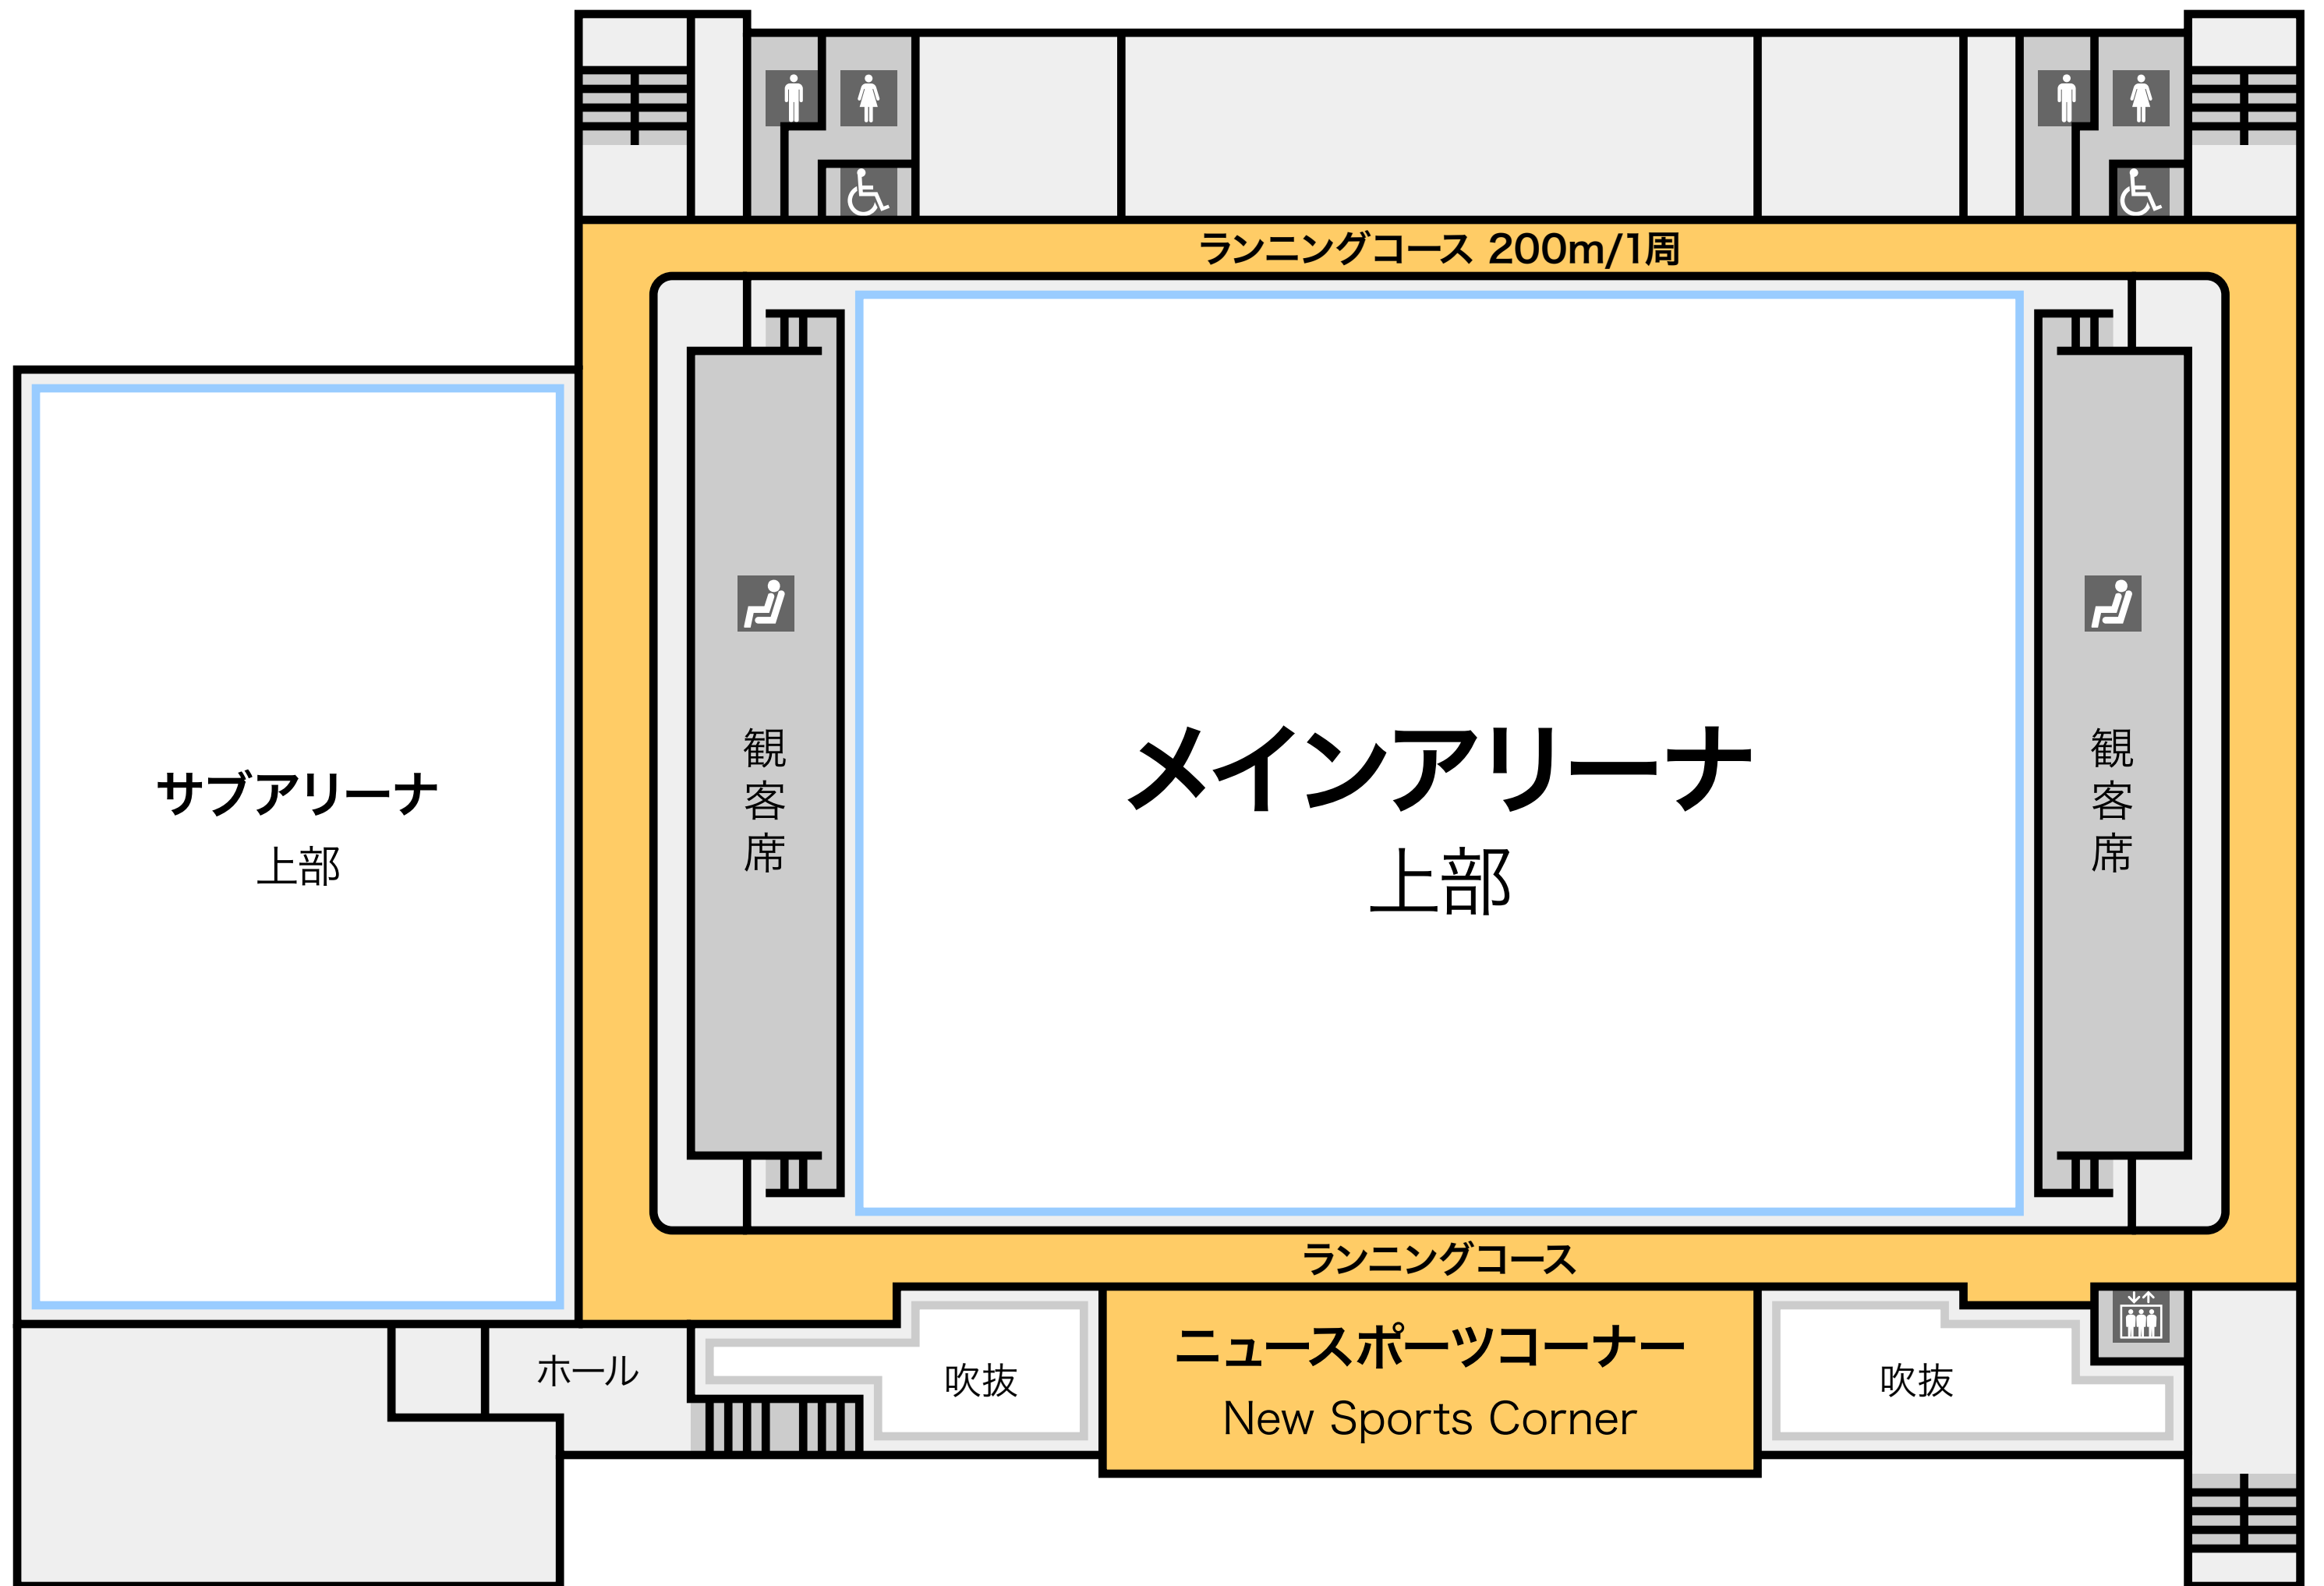 ランニングコース 200m/1周
観客席
メインアリーナ
上部
観客席
サブアリーナ
上部
ランニングコース
ホール
吹抜
ニュースポーツコーナー
New Sports Corner
吹抜